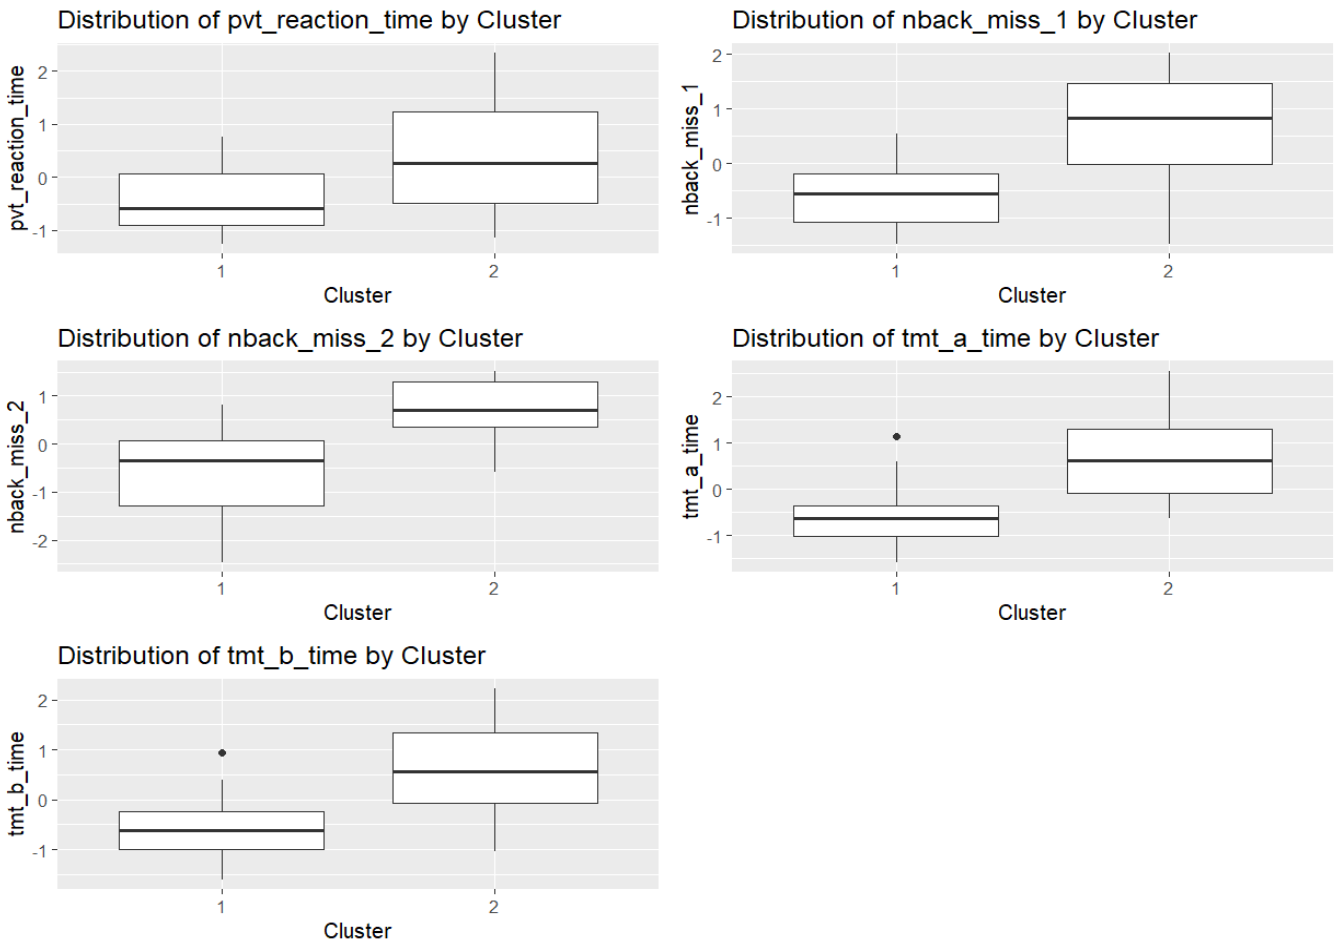 Distribution of pvt_reaction_time by Cluster
pvt_reaction_time
2
1
0
-1
1
2
Cluster
Distribution of nback_miss_1 by Cluster
nback_miss_1
2
1
0
-1
1
2
Cluster
Distribution of nback_miss_2 by Cluster
nback_miss_2
1
0
-1
-2
1
2
Cluster
Distribution of tmt_a_time by Cluster
tmt_a_time
2
1
0
-1
1
2
Cluster
Distribution of tmt_b_time by Cluster
tmt_b_time
2
1
0
-1
1
2
Cluster